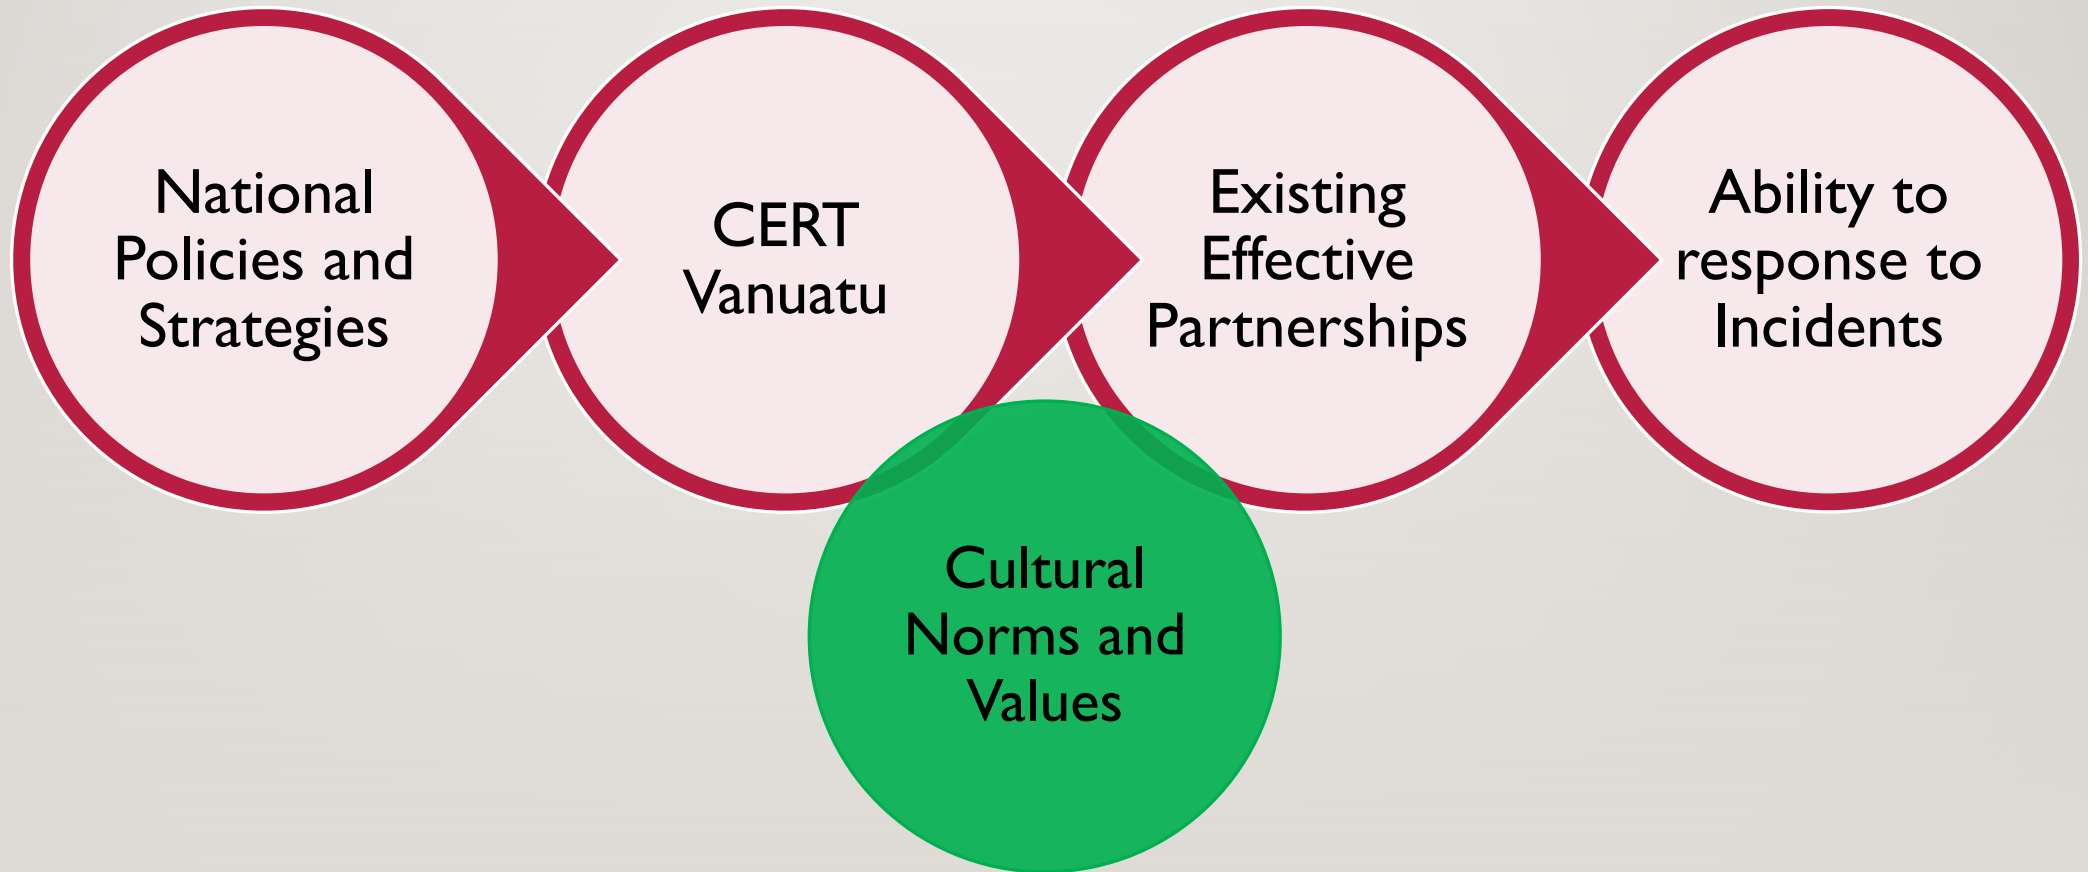 National
Policies and
Strategies
CERT
Vanuatu
Existing
Effective
Partnerships
Ability to
response to
Incidents
Cultural
Norms and
Values